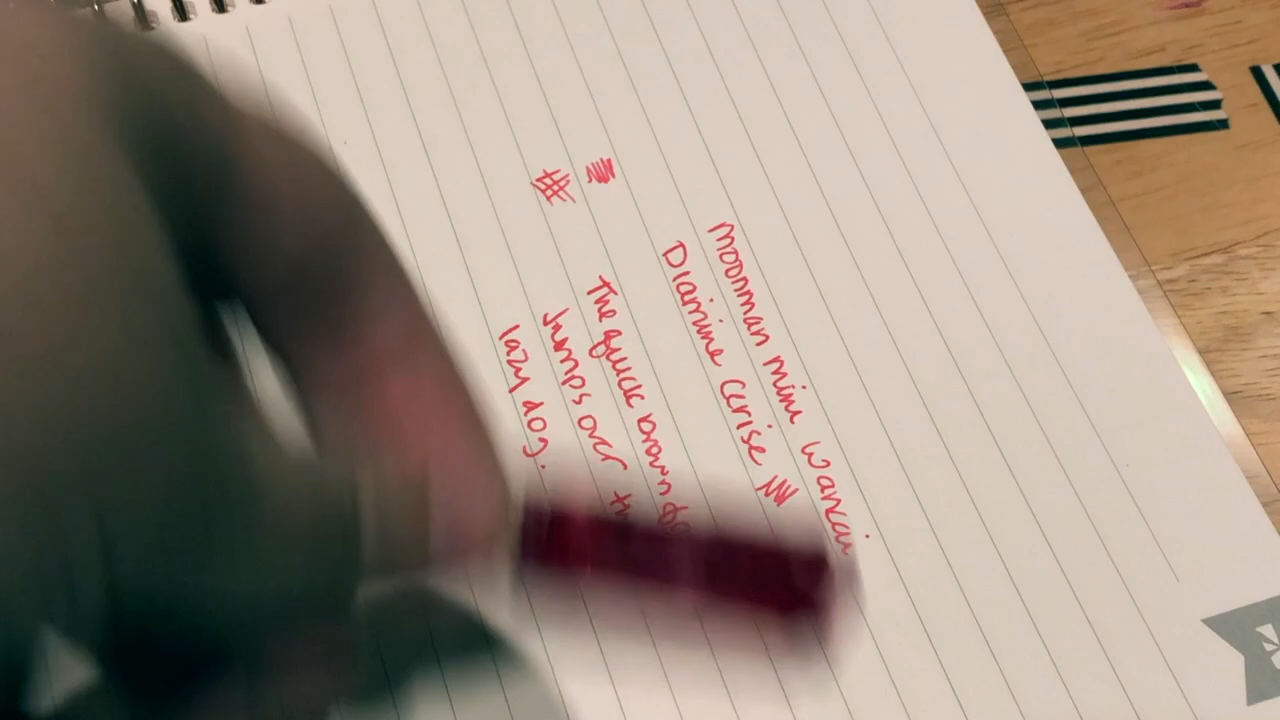 Moonman mini Wancai
Diamine Cerise
The quick brown
Jumps over
lazy dog.